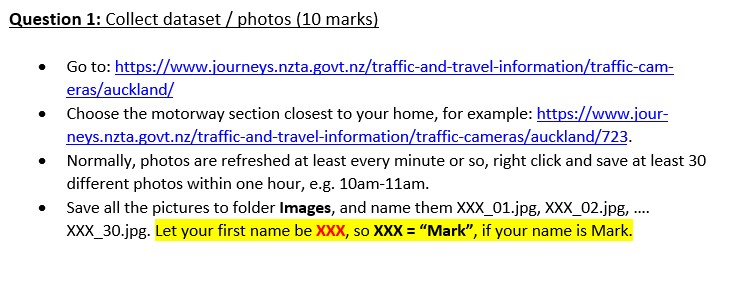 Question 1: Collect dataset / photos (10 marks)
• Go to: https://www.journeys.nzta.govt.nz/traffic-and-travel-information/traffic-cam-
eras/auckland/
• Choose the motorway section closest to your home, for example: https://www.jour-
neys.nzta.govt.nz/traffic-and-travel-information/traffic-cameras/auckland/723.
• Normally, photos are refreshed at least every minute or so, right click and save at least 30
different photos within one hour, e.g. 10am-11am.
• Save all the pictures to folder Images, and name them XXX_01.jpg, XXX_02.jpg, ....
XXX_30.jpg. Let your first name be XXX, so XXX = “Mark”, if your name is Mark.